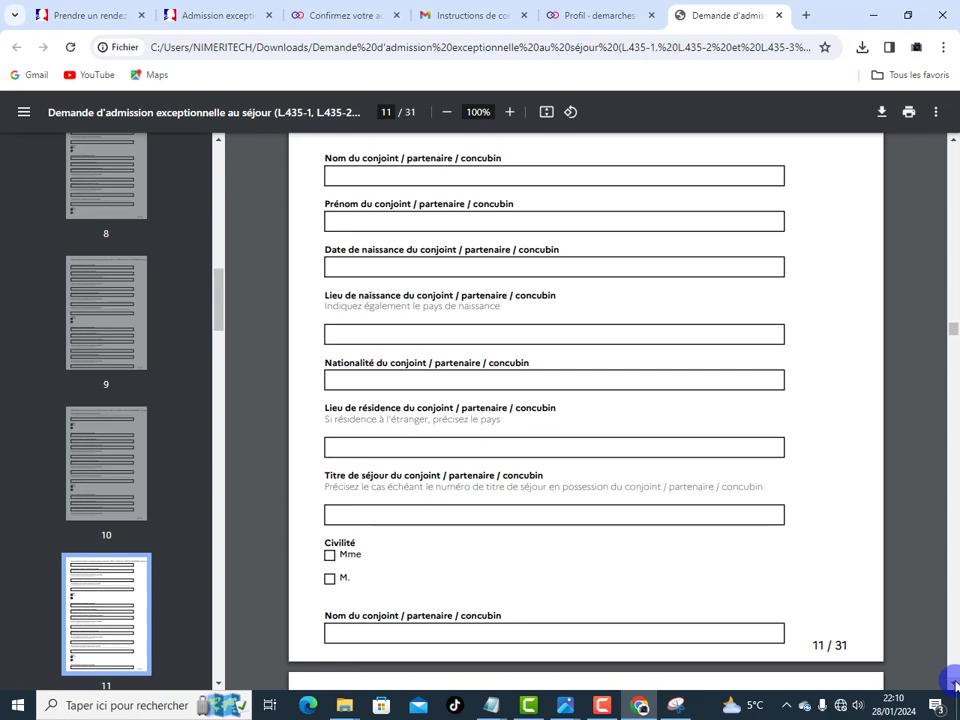 Prendre un rendez
Admission excepti
Confirmez votre ac
Instructions de co
Profil - demarches
Demande d'admis
Fichier
C:/Users/NIMERITECH/Downloads/Demande%20d'admission%20exceptionnelle%20au%20séjour%20(L.435-1,%20L.435-2%20et%20L.435-3%...
Gmail
YouTube
Maps
Tous les favoris
Demande d'admission exceptionnelle au séjour (L.435-1, L.435-2...
11 / 31
100%
8
9
10
11
Nom du conjoint / partenaire / concubin
Prénom du conjoint / partenaire / concubin
Date de naissance du conjoint / partenaire / concubin
Lieu de naissance du conjoint / partenaire / concubin
Indiquez également le pays de naissance
Nationalité du conjoint / partenaire / concubin
Lieu de résidence du conjoint / partenaire / concubin
Si résidence à l'étranger, précisez le pays
Titre de séjour du conjoint / partenaire / concubin
Précisez le cas échéant le numéro de titre de séjour en possession du conjoint / partenaire / concubin
Civilité
Mme
M.
Nom du conjoint / partenaire / concubin
11 / 31
Taper ici pour rechercher
5°C
22:10
28/01/2024
3